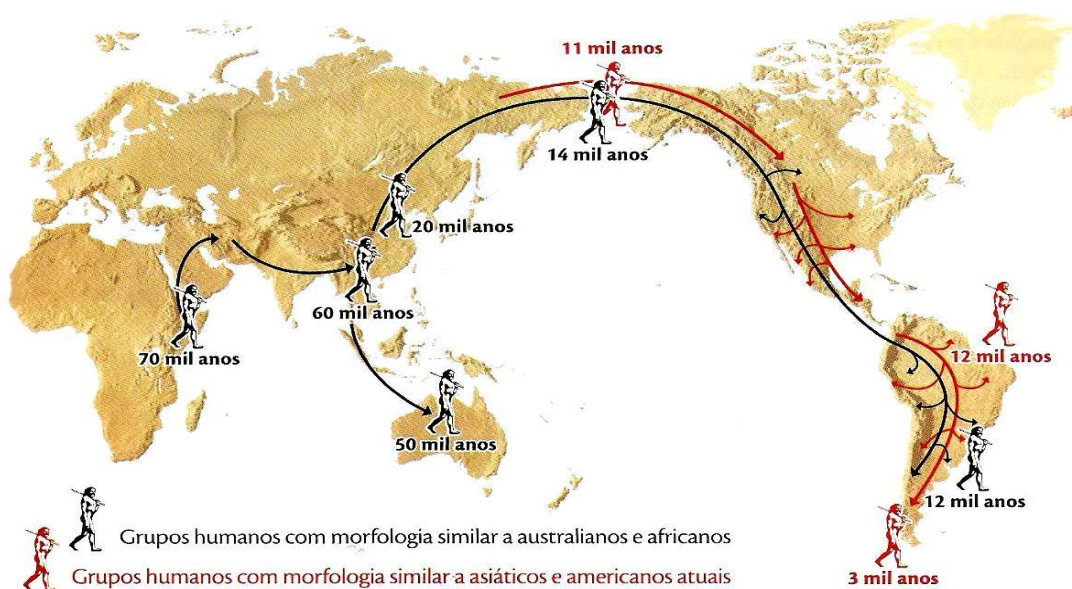 11 mil anos
14 mil anos
20 mil anos
60 mil anos
70 mil anos
12 mil anos
50 mil anos
12 mil anos
Grupos humanos com morfologia similar a australianos e africanos
Grupos humanos com morfologia similar a asiáticos e americanos atuais
3 mil anos